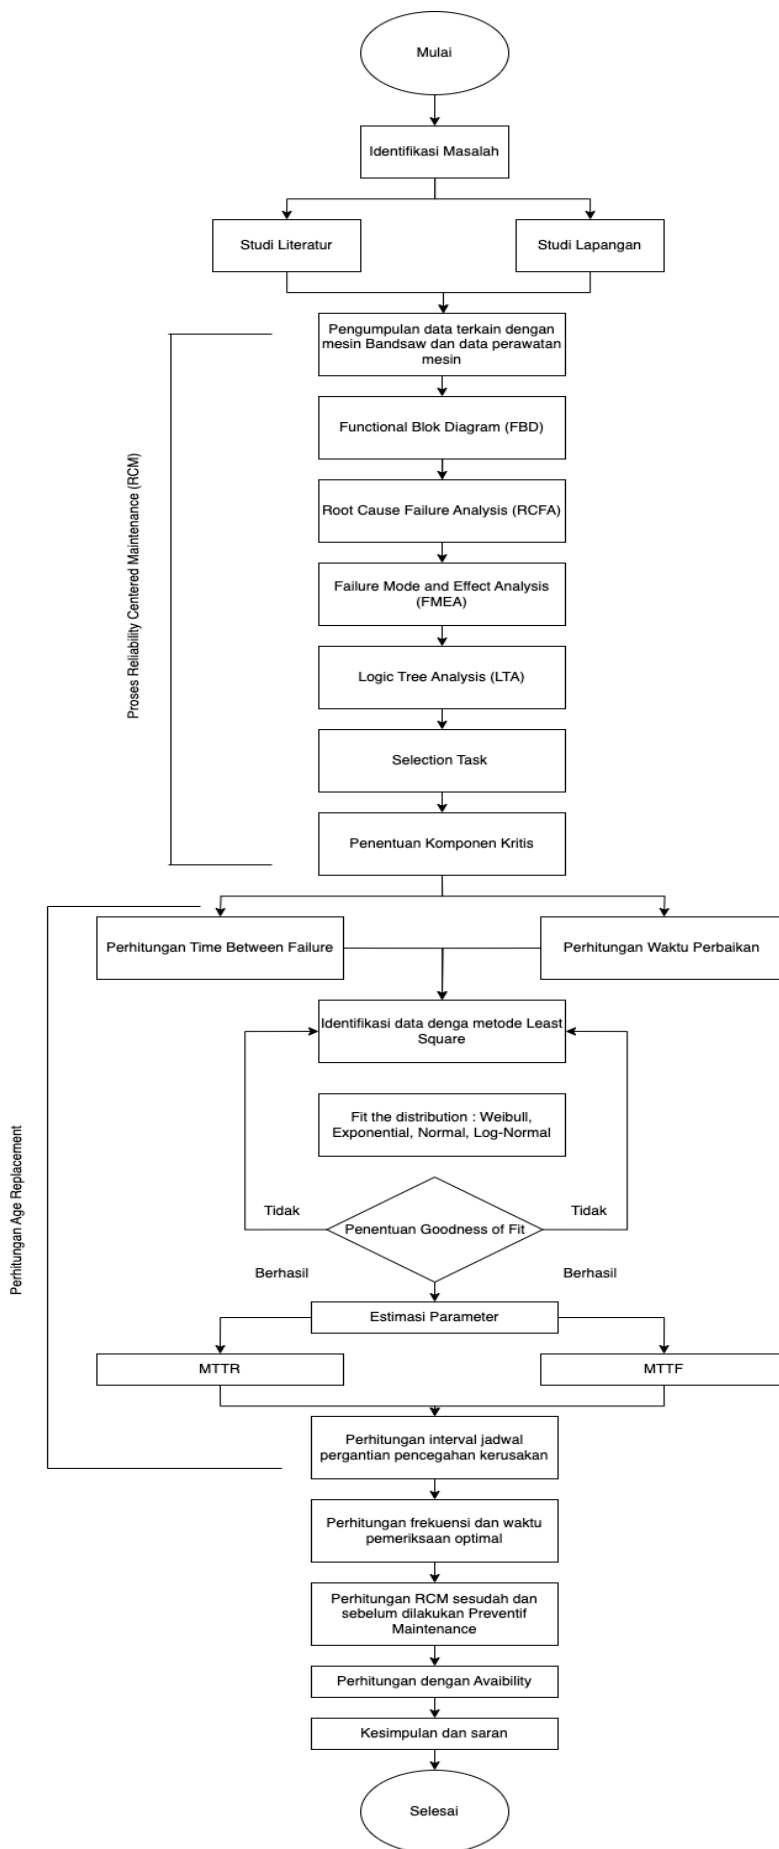 Mulai
Identifikasi Masalah
Studi Literatur
Studi Lapangan
Pengumpulan data terkain dengan
mesin Bandsaw dan data perawatan
mesin
Functional Blok Diagram (FBD)
Root Cause Failure Analysis (RCFA)
Failure Mode and Effect Analysis
(FMEA)
Logic Tree Analysis (LTA)
Selection Task
Penentuan Komponen Kritis
Proses Reliability Centered Maintenance (RCM)
Perhitungan Time Between Failure
Perhitungan Waktu Perbaikan
Identifikasi data denga metode Least
Square
Fit the distribution : Weibull,
Exponential, Normal, Log-Normal
Tidak
Tidak
Penentuan Goodness of Fit
Berhasil
Berhasil
Estimasi Parameter
MTTR
MTTF
Perhitungan interval jadwal
pergantian pencegahan kerusakan
Perhitungan Age Replacement
Perhitungan frekuensi dan waktu
pemeriksaan optimal
Perhitungan RCM sesudah dan
sebelum dilakukan Preventif
Maintenance
Perhitungan dengan Avaibility
Kesimpulan dan saran
Selesai